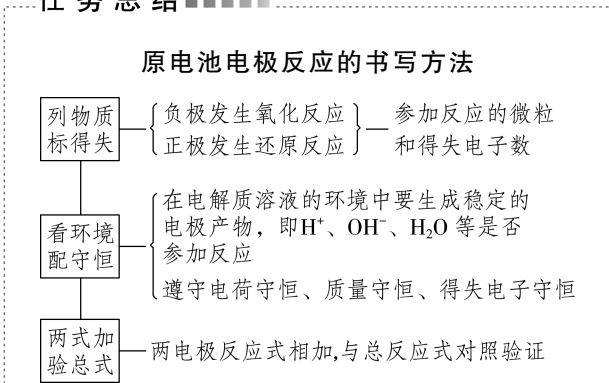 任务总结
原电池电极反应的书写方法
列物质
标得失
负极发生氧化反应
正极发生还原反应
参加反应的微粒
和得失电子数
看环境
配守恒
在电解质溶液的环境中要生成稳定的
电极产物，即H⁺、OH⁻、H₂O等是否
参加反应
遵守电荷守恒、质量守恒、得失电子守恒
两式加
验总式
两电极反应式相加,与总反应式对照验证